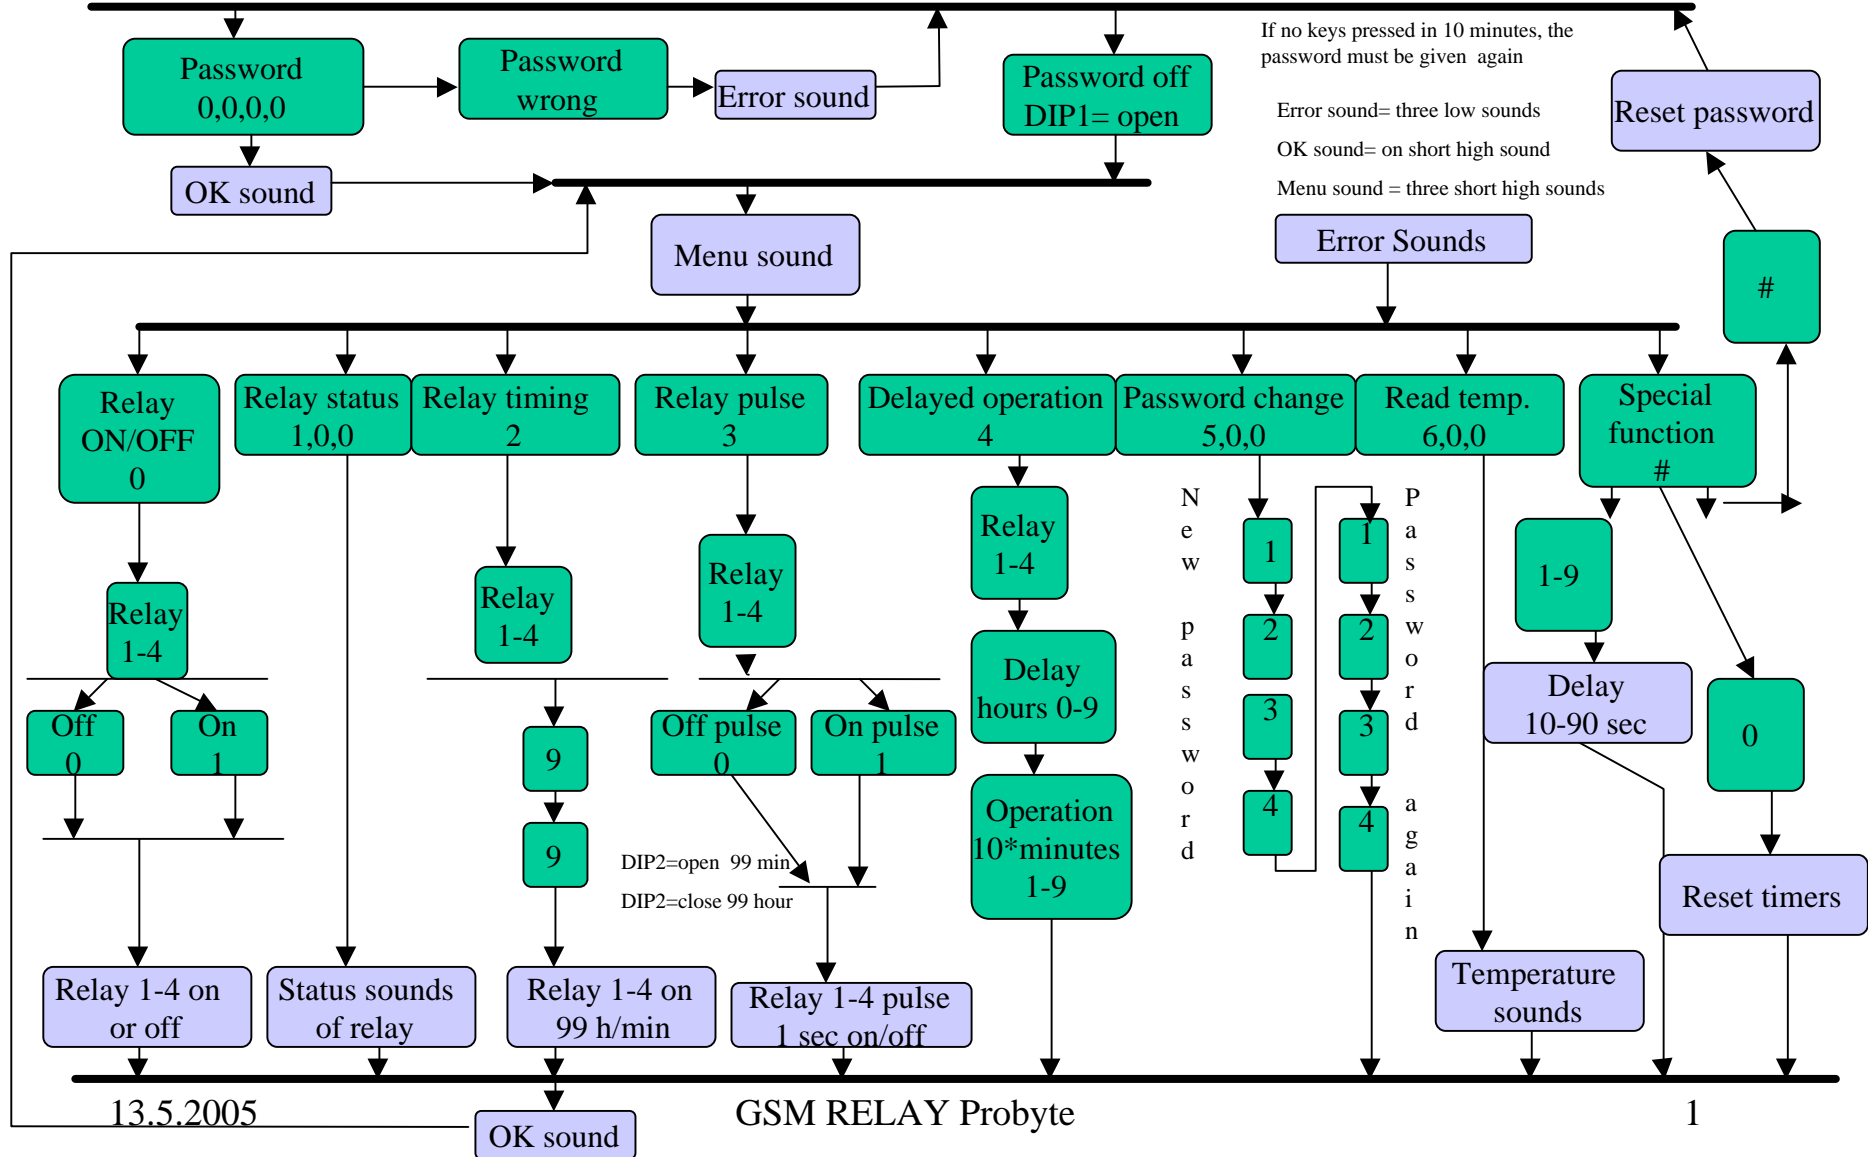 Password
0,0,0,0
Password
wrong
Error sound
Password off
DIP1= open
If no keys pressed in 10 minutes, the
password must be given again
Error sound= three low sounds
OK sound= on short high sound
Menu sound = three short high sounds
Reset password
OK sound
Menu sound
Error Sounds
#
Relay
ON/OFF
0
Relay status
1,0,0
Relay timing
2
Relay pulse
3
Delayed operation
4
Password change
5,0,0
Read temp.
6,0,0
Special
function
#
Relay
1-4
Off
0
On
1
Relay 1-4 on
or off
Status sounds
of relay
Relay
1-4
9
9
Relay 1-4 on
99 h/min
Relay
1-4
Off pulse
0
On pulse
1
DIP2=open 99 min
DIP2=close 99 hour
Relay 1-4 pulse
1 sec on/off
Relay
1-4
Delay
hours 0-9
Operation
10*minutes
1-9
New password
1
2
3
4
1
2
3
4
Password again
Temperature
sounds
1-9
Delay
10-90 sec
0
Reset timers
13.5.2005
GSM RELAY Probyte
1
OK sound